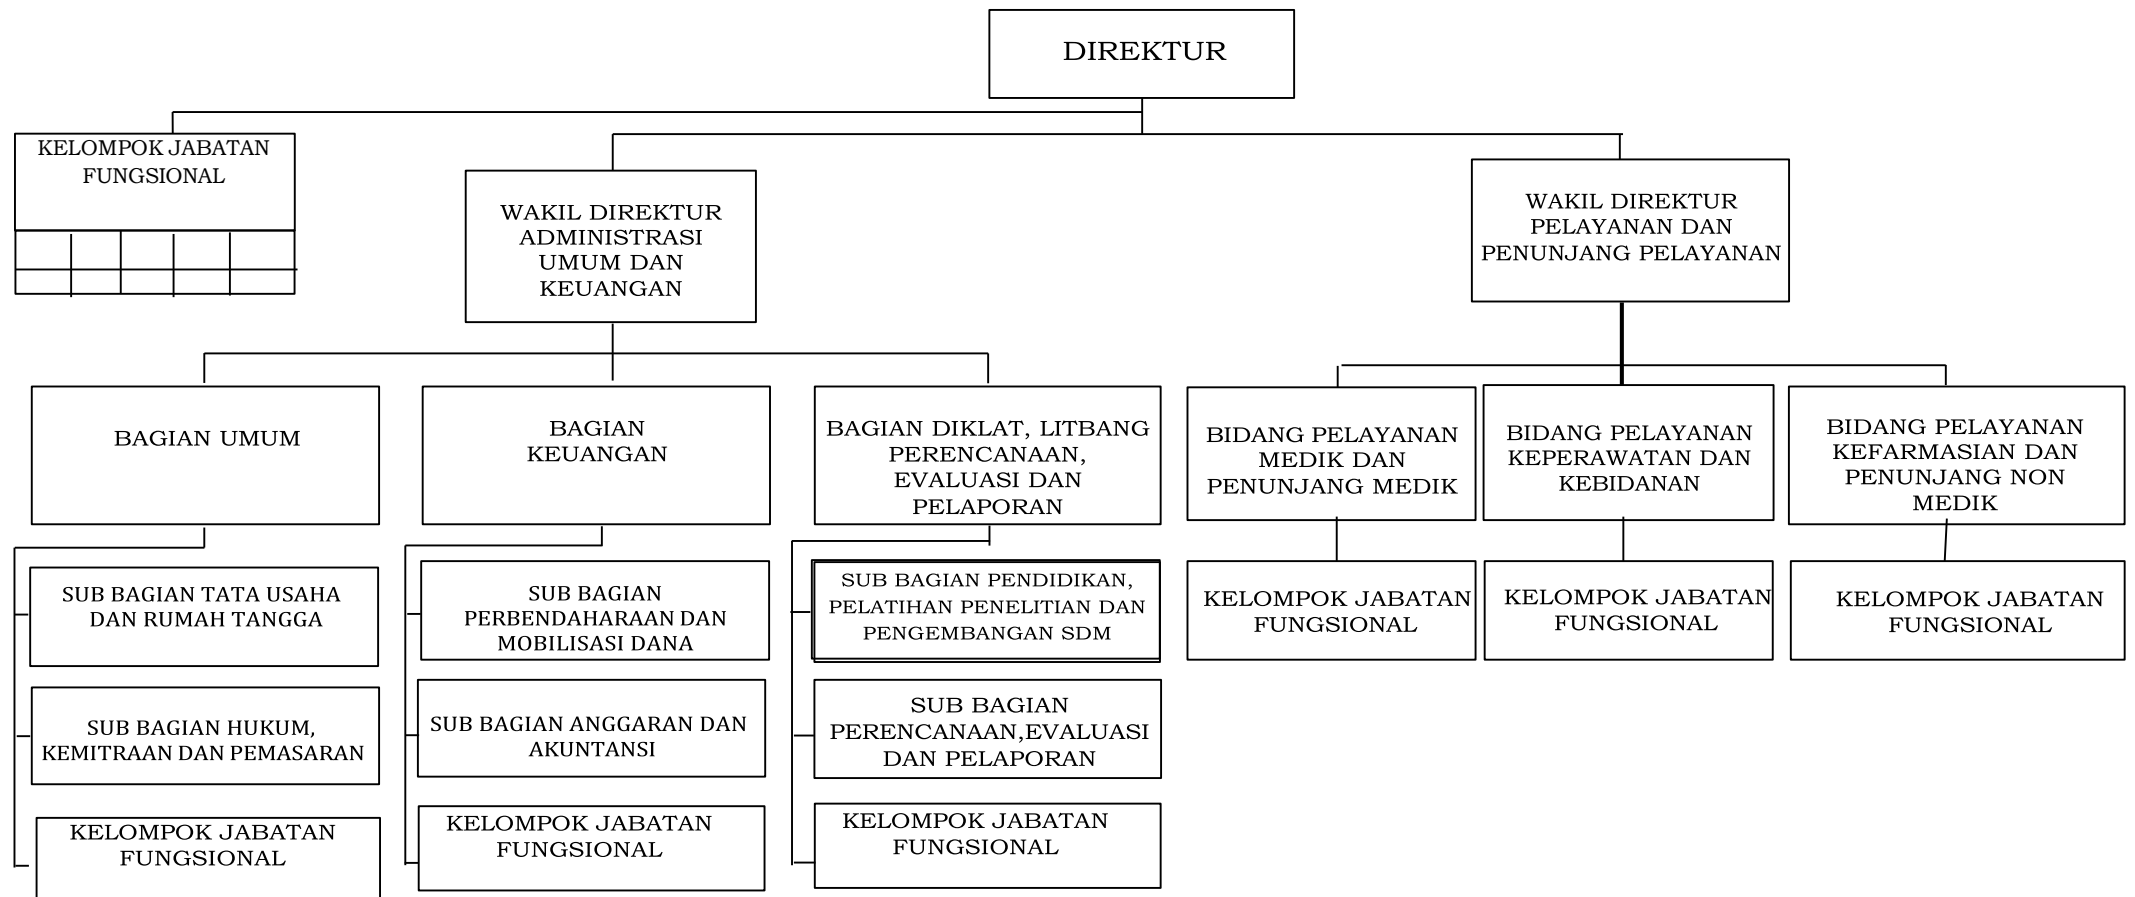 DIREKTUR
KELOMPOK JABATAN
FUNGSIONAL
WAKIL DIREKTUR
ADMINISTRASI
UMUM DAN
KEUANGAN
WAKIL DIREKTUR
PELAYANAN DAN
PENUNJANG PELAYANAN
BAGIAN UMUM
BAGIAN
KEUANGAN
BAGIAN DIKLAT, LITBANG
PERENCANAAN,
EVALUASI DAN
PELAPORAN
BIDANG PELAYANAN
MEDIK DAN
PENUNJANG MEDIK
BIDANG PELAYANAN
KEPERAWATAN DAN
KEBIDANAN
BIDANG PELAYANAN
KEFARMASIAN DAN
PENUNJANG NON
MEDIK
SUB BAGIAN TATA USAHA
DAN RUMAH TANGGA
SUB BAGIAN
PERBENDAHARAAN DAN
MOBILISASI DANA
SUB BAGIAN PENDIDIKAN,
PELATIHAN PENELITIAN DAN
PENGEMBANGAN SDM
KELOMPOK JABATAN
FUNGSIONAL
KELOMPOK JABATAN
FUNGSIONAL
KELOMPOK JABATAN
FUNGSIONAL
SUB BAGIAN HUKUM,
KEMITRAAN DAN PEMASARAN
SUB BAGIAN ANGGARAN DAN
AKUNTANSI
SUB BAGIAN
PERENCANAAN,EVALUASI
DAN PELAPORAN
KELOMPOK JABATAN
FUNGSIONAL
KELOMPOK JABATAN
FUNGSIONAL
KELOMPOK JABATAN
FUNGSIONAL